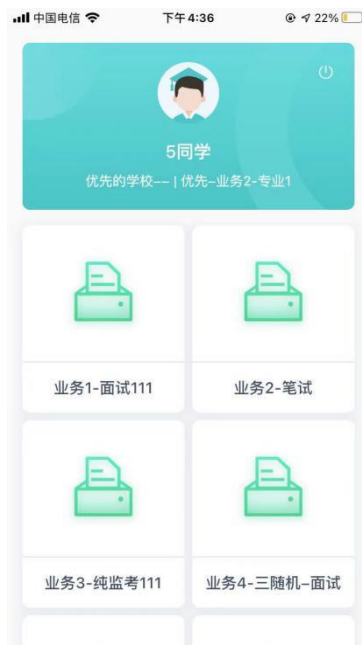 中国电信 下午4:36 22%
5同学
优先的学校-- | 优先-业务2-专业1
业务1-面试111 业务2-笔试
业务3-纯监考111 业务4-三随机-面试